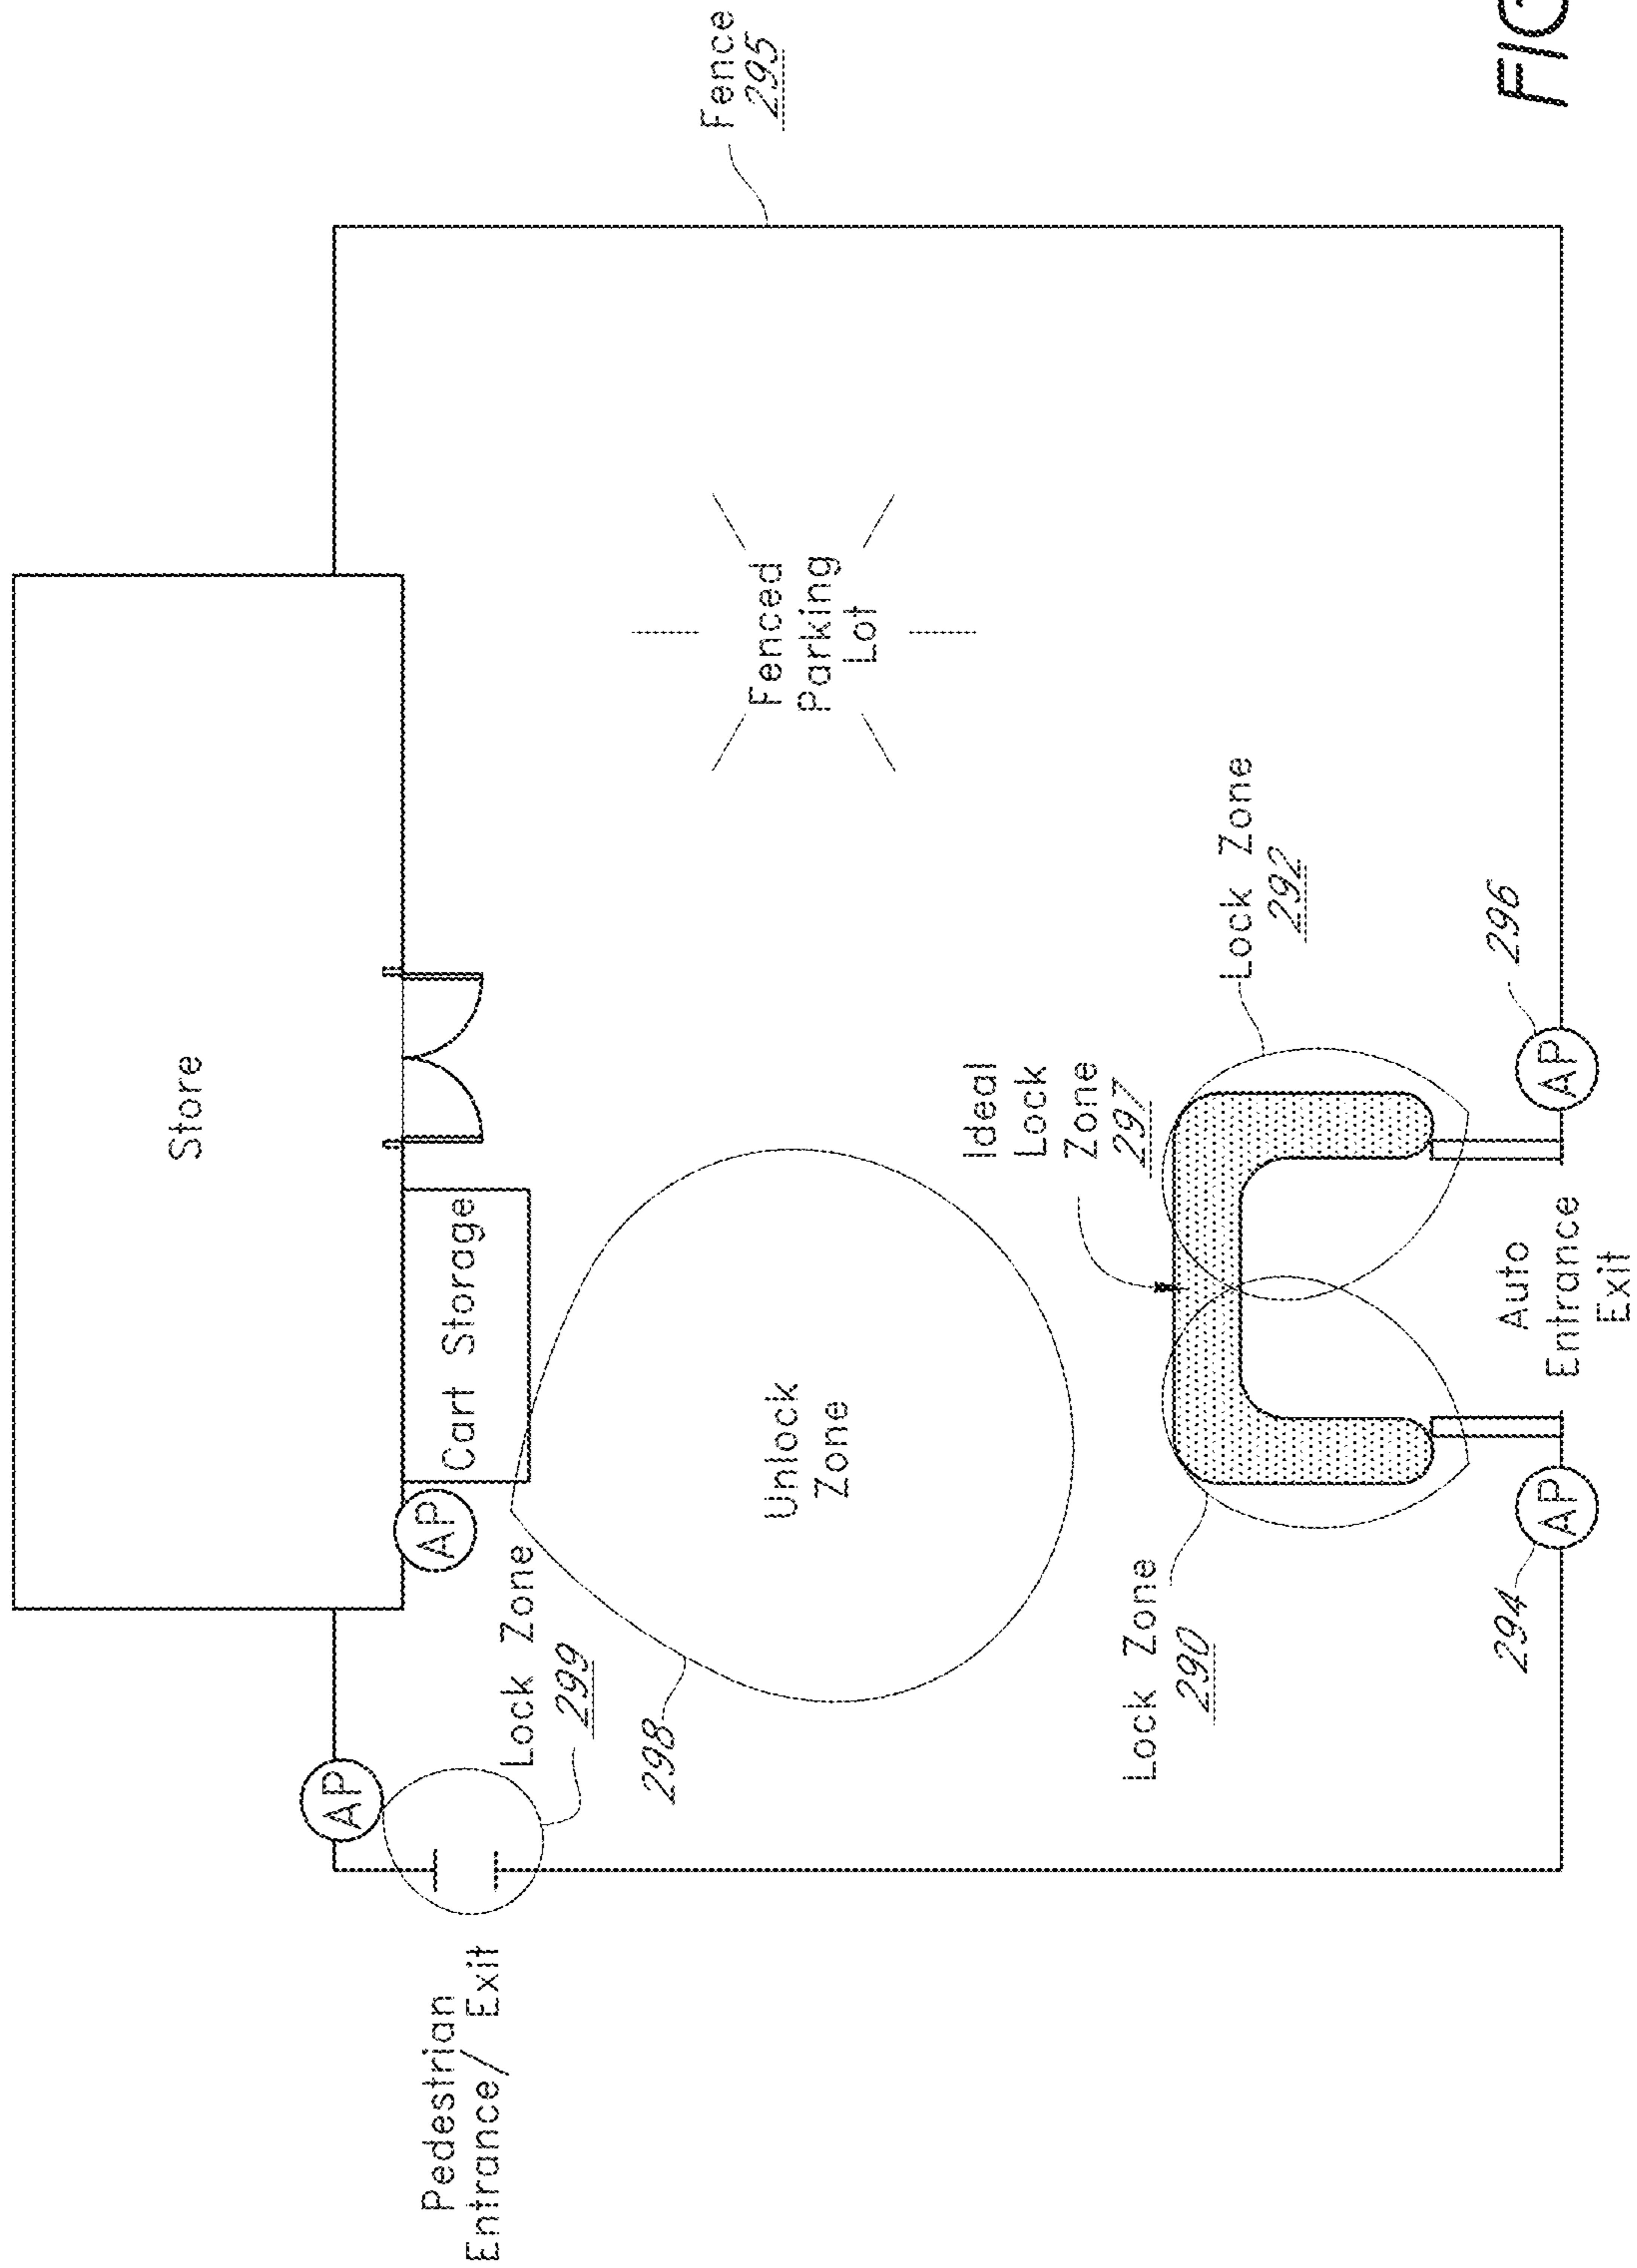 Store
Cart Storage
AP
AP
Pedestrian
Entrance/ Exit
Lock Zone
299
298
Unlock
Zone
Fenced
Parking
Lot
Fence
295
Ideal
Lock
Zone
297
Lock Zone
290
Lock Zone
292
294
AP
AP
296
Auto
Entrance
Exit
FIG